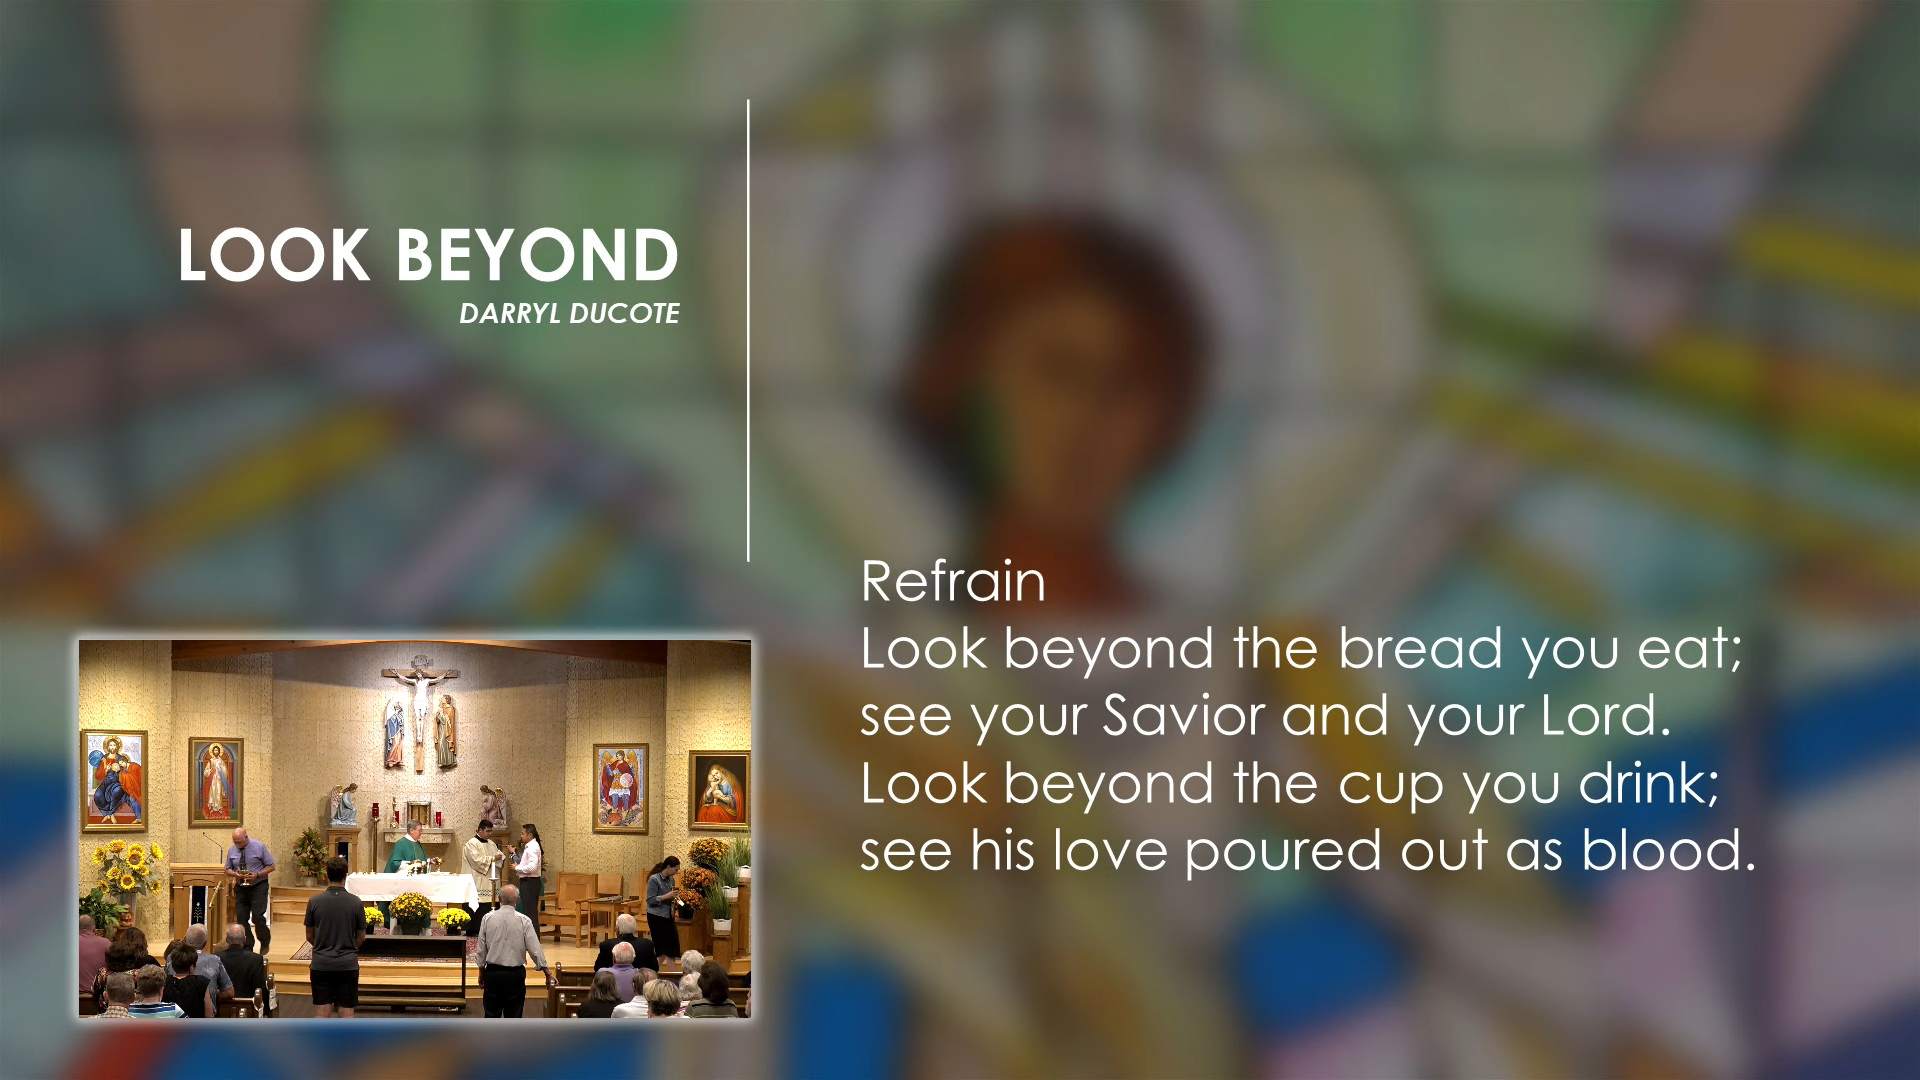 LOOK BEYOND
DARRYL DUCOTE
Refrain
Look beyond the bread you eat;
see your Savior and your Lord.
Look beyond the cup you drink;
see his love poured out as blood.